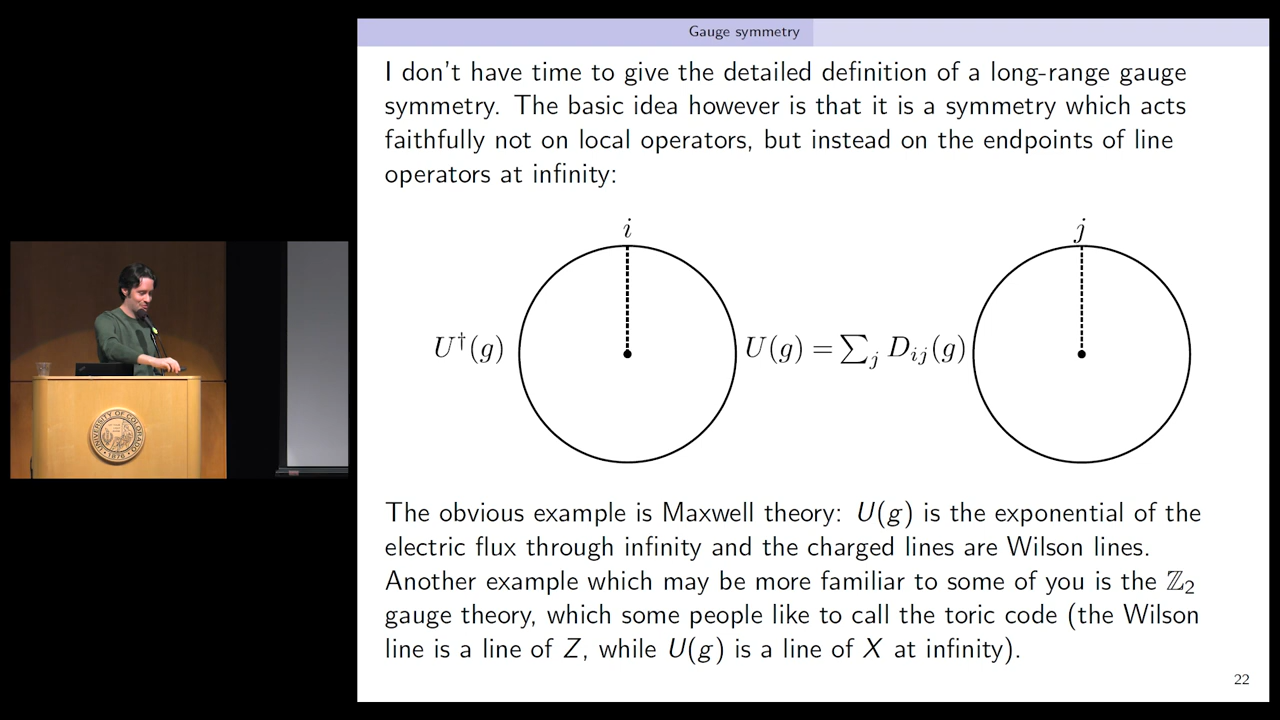 Gauge symmetry
I don't have time to give the detailed definition of a long-range gauge
symmetry. The basic idea however is that it is a symmetry which acts
faithfully not on local operators, but instead on the endpoints of line
operators at infinity:
i
j
U†(g)
U(g) = ∑j Dij(g)
The obvious example is Maxwell theory: U(g) is the exponential of the
electric flux through infinity and the charged lines are Wilson lines.
Another example which may be more familiar to some of you is the ℤ₂
gauge theory, which some people like to call the toric code (the Wilson
line is a line of Z, while U(g) is a line of X at infinity).
22
UNIVERSITY OF COLORADO
1876